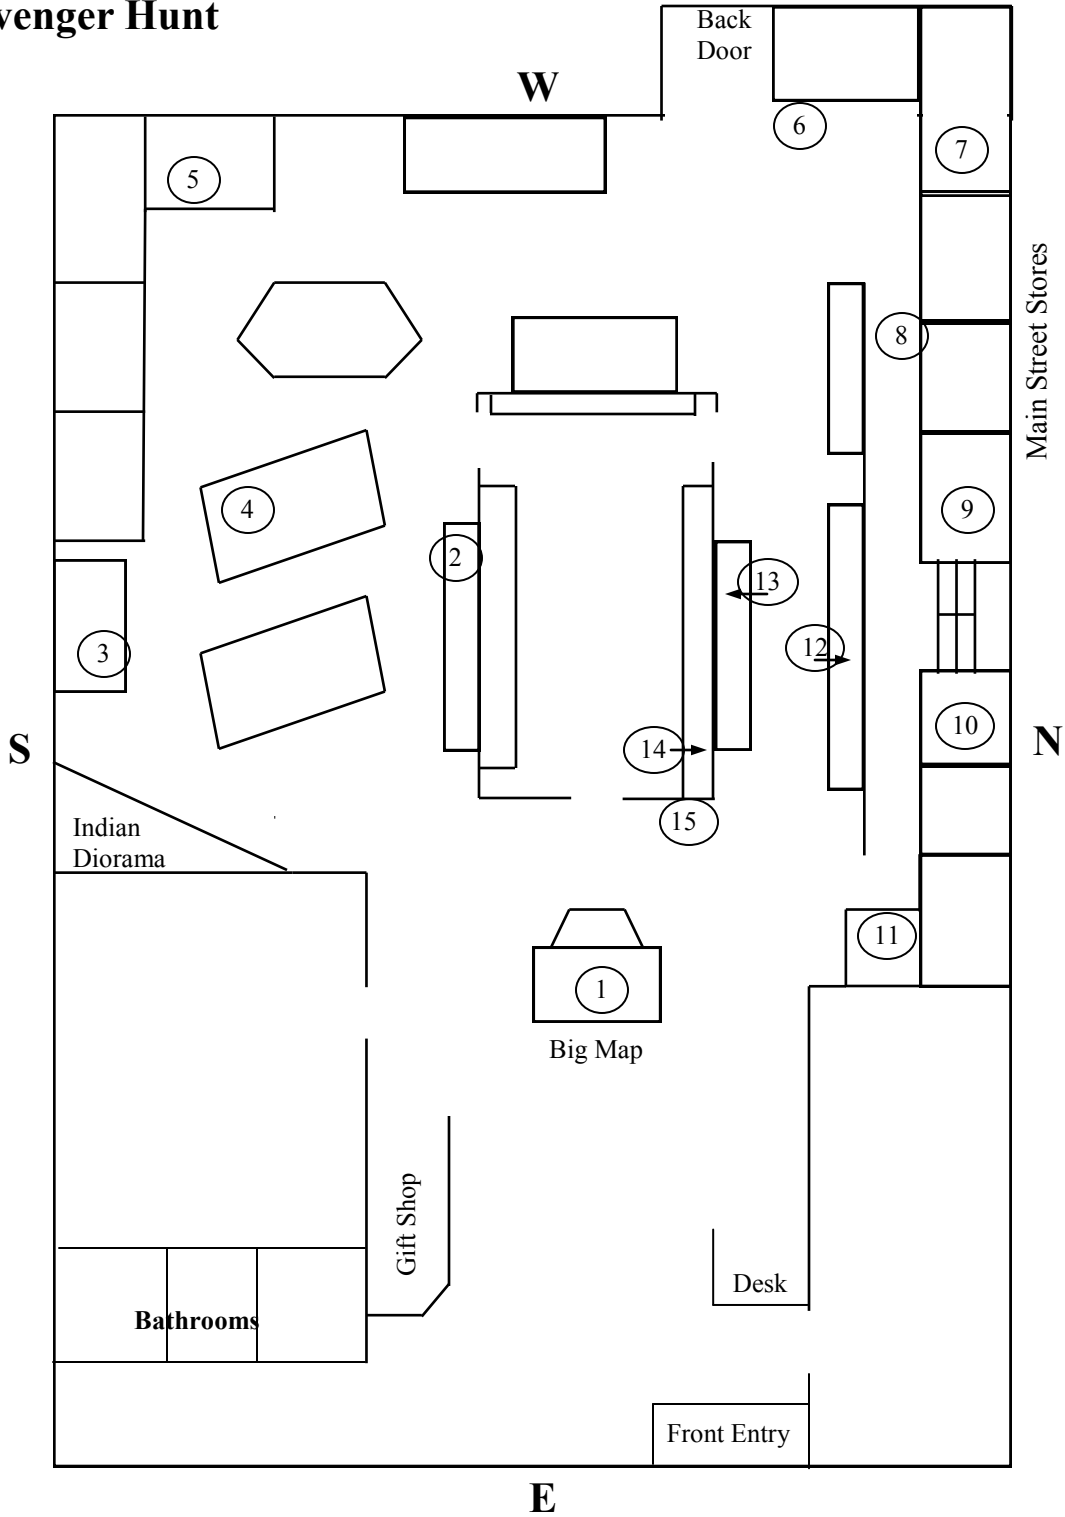 venger Hunt
Back
Door
W
6
7
5
Main Street Stores
8
4
9
2
13
3
12
10
14
S
N
15
Indian
Diorama
11
1
Big Map
Gift Shop
Desk
Bathrooms
Front Entry
E